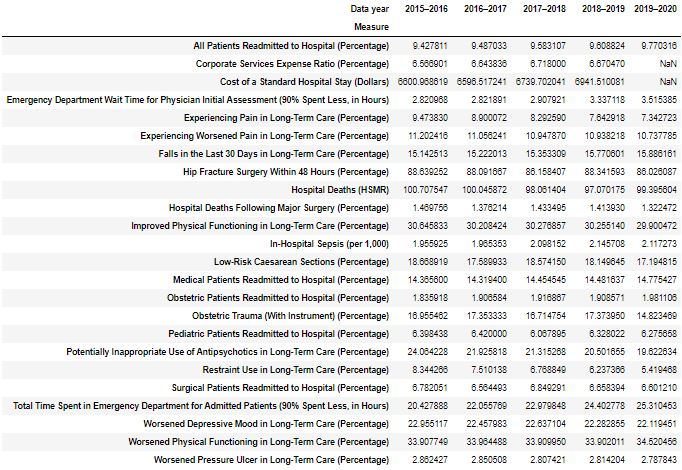 Data year 2015–2016 2016–2017 2017–2018 2018–2019 2019–2020
Measure
All Patients Readmitted to Hospital (Percentage) 9.427811 9.487033 9.583107 9.608824 9.770316
Corporate Services Expense Ratio (Percentage) 6.566901 6.643836 6.718000 6.670470 NaN
Cost of a Standard Hospital Stay (Dollars) 6600.968619 6596.517241 6739.702041 6941.510081 NaN
Emergency Department Wait Time for Physician Initial Assessment (90% Spent Less, in Hours) 2.820968 2.821891 2.907921 3.337118 3.515385
Experiencing Pain in Long-Term Care (Percentage) 9.473830 8.900072 8.292590 7.642918 7.342723
Experiencing Worsened Pain in Long-Term Care (Percentage) 11.202416 11.056241 10.947870 10.938218 10.737785
Falls in the Last 30 Days in Long-Term Care (Percentage) 15.142513 15.222013 15.353309 15.770601 15.886161
Hip Fracture Surgery Within 48 Hours (Percentage) 88.639252 88.091667 86.158407 88.341593 86.026087
Hospital Deaths (HSMR) 100.707547 100.045872 98.061404 97.070175 99.395604
Hospital Deaths Following Major Surgery (Percentage) 1.469756 1.376214 1.433495 1.413930 1.322472
Improved Physical Functioning in Long-Term Care (Percentage) 30.645833 30.208424 30.276857 30.255140 29.900472
In-Hospital Sepsis (per 1,000) 1.955925 1.965353 2.098152 2.145708 2.117273
Low-Risk Caesarean Sections (Percentage) 18.668919 17.589933 18.574150 18.149645 17.194815
Medical Patients Readmitted to Hospital (Percentage) 14.365600 14.319400 14.454545 14.481637 14.775427
Obstetric Patients Readmitted to Hospital (Percentage) 1.835918 1.906584 1.916867 1.908571 1.981106
Obstetric Trauma (With Instrument) (Percentage) 16.955462 17.353333 16.714754 17.373950 14.823469
Pediatric Patients Readmitted to Hospital (Percentage) 6.398438 6.420000 6.067895 6.328022 6.275658
Potentially Inappropriate Use of Antipsychotics in Long-Term Care (Percentage) 24.064228 21.925818 21.315268 20.501655 19.622634
Restraint Use in Long-Term Care (Percentage) 8.344266 7.510138 6.768849 6.237366 5.419468
Surgical Patients Readmitted to Hospital (Percentage) 6.782051 6.564493 6.849291 6.658394 6.601210
Total Time Spent in Emergency Department for Admitted Patients (90% Spent Less, in Hours) 20.427888 22.055769 22.979848 24.402778 25.310453
Worsened Depressive Mood in Long-Term Care (Percentage) 22.955117 22.457983 22.637104 22.282855 22.119451
Worsened Physical Functioning in Long-Term Care (Percentage) 33.907749 33.964488 33.909950 33.902011 34.520456
Worsened Pressure Ulcer in Long-Term Care (Percentage) 2.862427 2.850508 2.807421 2.814204 2.787843